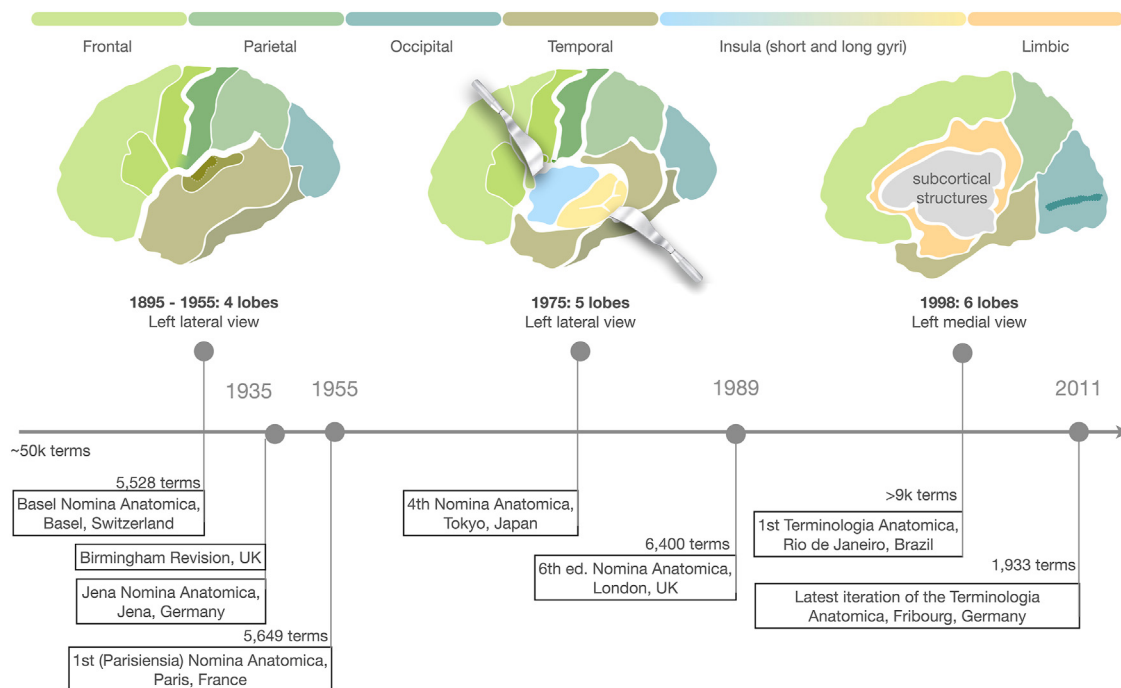 Frontal
Parietal
Occipital
Temporal
Insula (short and long gyri)
Limbic
subcortical
structures
1895 - 1955: 4 lobes
Left lateral view
1975: 5 lobes
Left lateral view
1998: 6 lobes
Left medial view
1935
1955
1989
2011
~50k terms
5,528 terms
Basel Nomina Anatomica,
Basel, Switzerland
Birmingham Revision, UK
Jena Nomina Anatomica,
Jena, Germany
5,649 terms
1st (Parisiensia) Nomina Anatomica,
Paris, France
4th Nomina Anatomica,
Tokyo, Japan
6,400 terms
6th ed. Nomina Anatomica,
London, UK
>9k terms
1st Terminologia Anatomica,
Rio de Janeiro, Brazil
1,933 terms
Latest iteration of the Terminologia
Anatomica, Fribourg, Germany